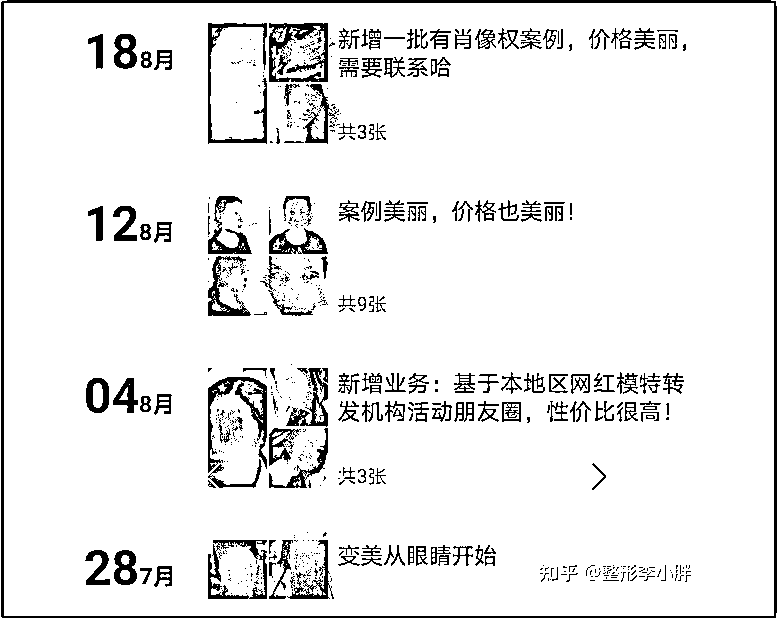 18 8月
新增一批有肖像权案例，价格美丽，
需要联系哈
共3张
12 8月
案例美丽，价格也美丽！
共9张
04 8月
新增业务：基于本地区网红模特转
发机构活动朋友圈，性价比很高！
共3张
28 7月
变美从眼睛开始
知乎 @整形李小胖